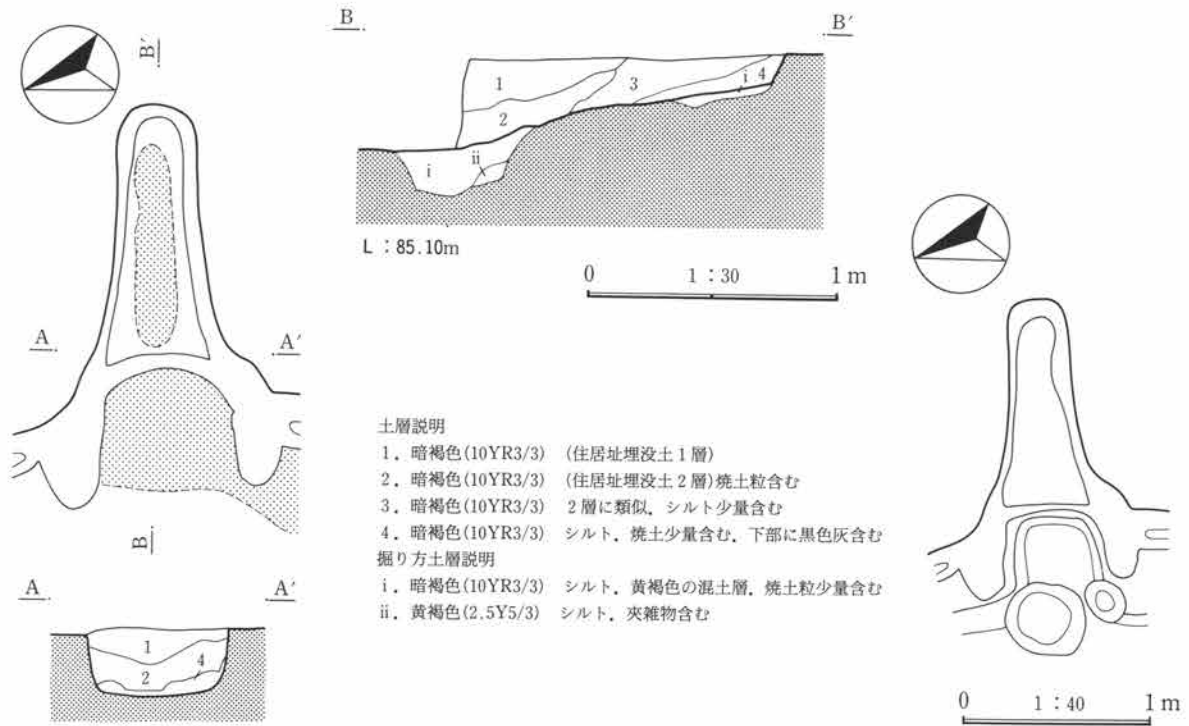 B′
A
A′
B
A
A′
1
2
4
B
B′
1
2
3
i
4
i
ii
L：85.10m
0 1：30 1m
土層説明
1．暗褐色(10YR3/3) (住居址埋没土1層)
2．暗褐色(10YR3/3) (住居址埋没土2層)焼土粒含む
3．暗褐色(10YR3/3) 2層に類似，シルト少量含む
4．暗褐色(10YR3/3) シルト，焼土少量含む，下部に黒色灰含む
掘り方土層説明
i．暗褐色(10YR3/3) シルト，黄褐色の混土層，焼土粒少量含む
ii．黄褐色(2.5Y5/3) シルト，夾雑物含む
0 1：40 1m